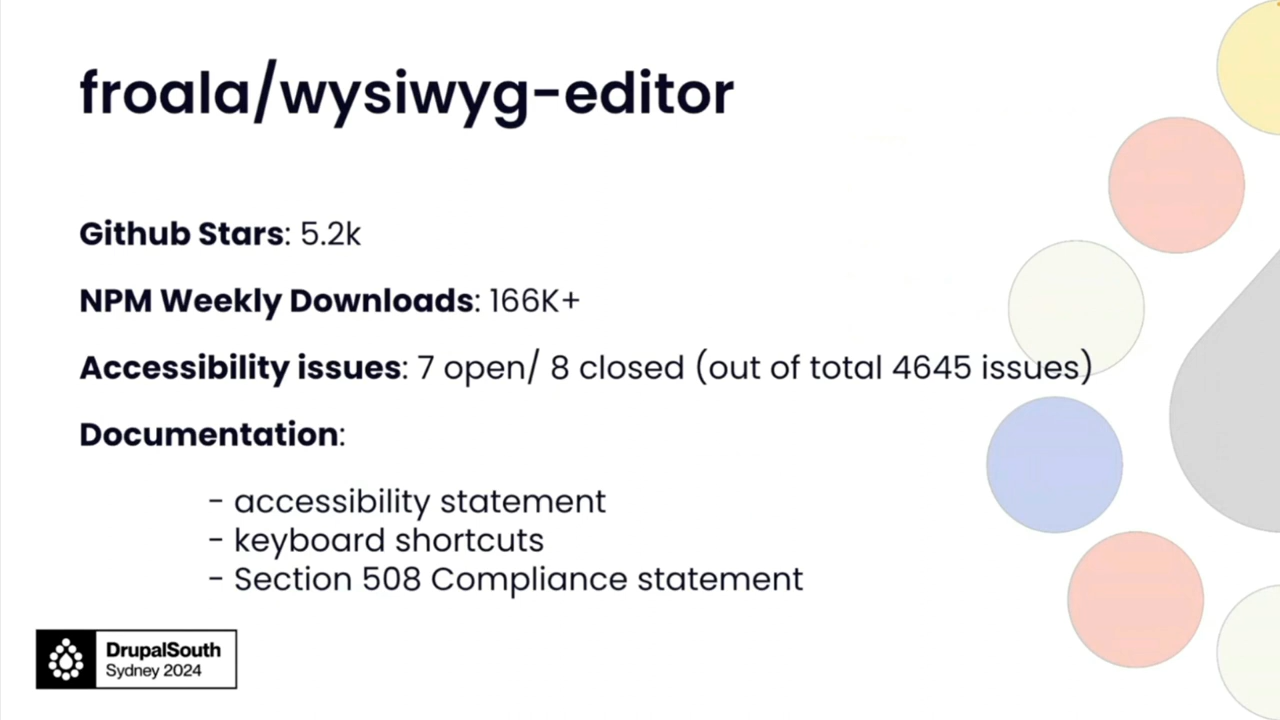 froala/wysiwyg-editor
Github Stars: 5.2k
NPM Weekly Downloads: 166K+
Accessibility issues: 7 open/ 8 closed (out of total 4645 issues)
Documentation:
- accessibility statement
- keyboard shortcuts
- Section 508 Compliance statement
DrupalSouth
Sydney 2024